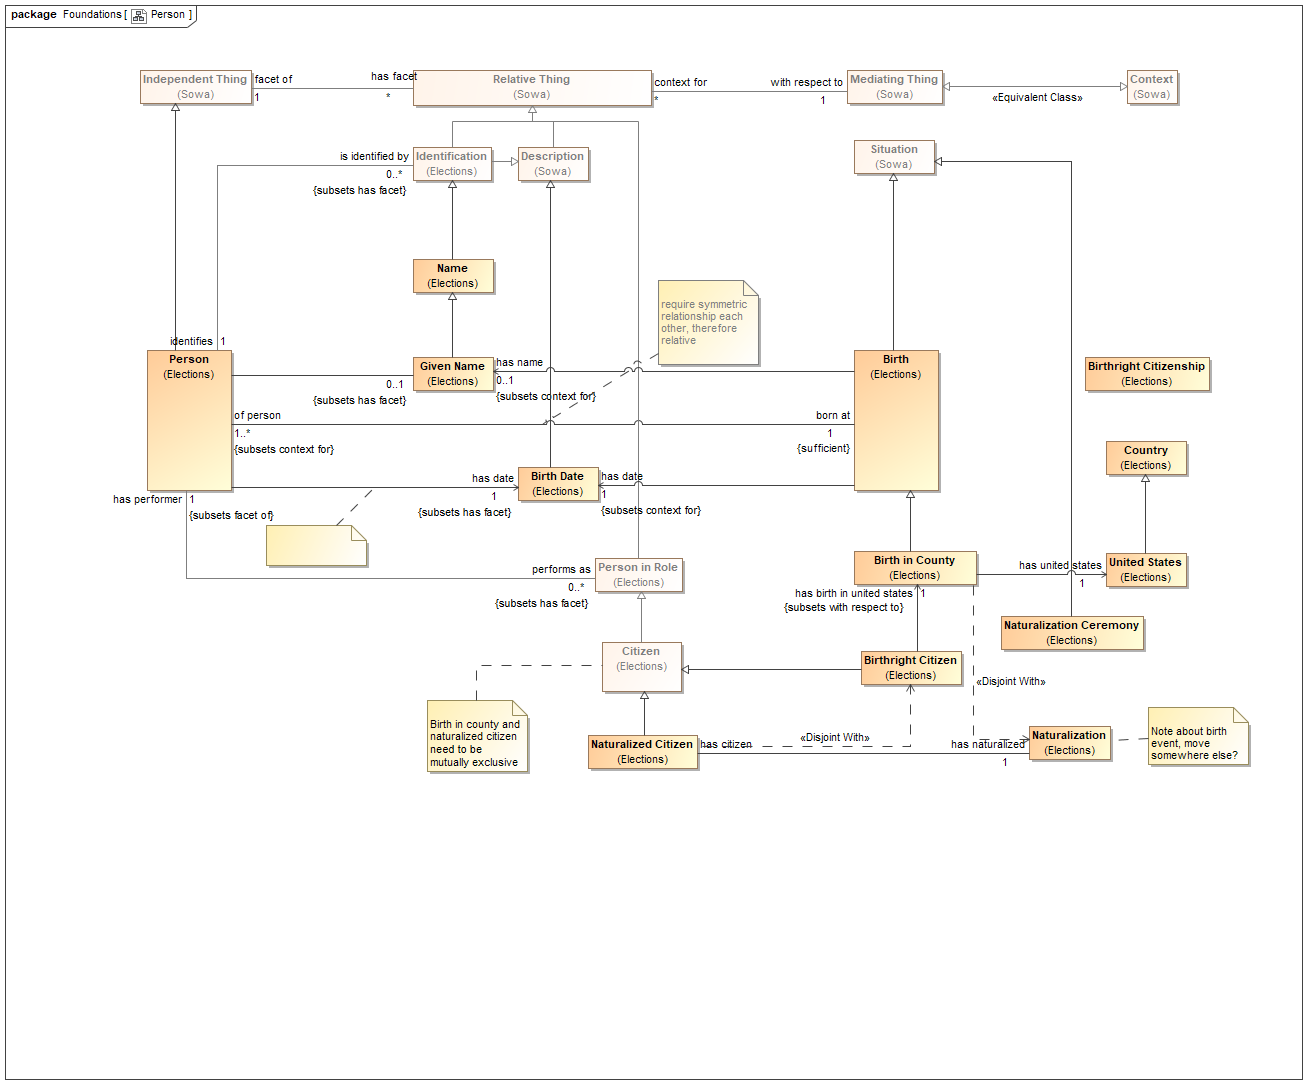 package Foundations [ Person ]
Independent Thing
(Sowa)
facet of
1
has facet
*
Relative Thing
(Sowa)
context for
*
with respect to
1
Mediating Thing
(Sowa)
«Equivalent Class»
Context
(Sowa)
is identified by
0..*
{subsets has facet}
Identification
(Elections)
Description
(Sowa)
Situation
(Sowa)
Name
(Elections)
require symmetric
relationship each
other, therefore
relative
identifies 1
Person
(Elections)
Given Name
(Elections)
0..1
{subsets has facet}
has name
0..1
{subsets context for}
Birth
(Elections)
Birthright Citizenship
(Elections)
of person
1..*
{subsets context for}
born at
1
{sufficient}
Country
(Elections)
has date
1
{subsets has facet}
Birth Date
(Elections)
has date
1
{subsets context for}
has performer 1
{subsets facet of}
performs as
0..*
{subsets has facet}
Person in Role
(Elections)
Birth in County
(Elections)
has united states
1
United States
(Elections)
has birth in united states 1
{subsets with respect to}
Naturalization Ceremony
(Elections)
Citizen
(Elections)
Birthright Citizen
(Elections)
«Disjoint With»
Birth in county and
naturalized citizen
need to be
mutually exclusive
Naturalized Citizen
(Elections)
has citizen
«Disjoint With»
has naturalized
1
Naturalization
(Elections)
Note about birth
event, move
somewhere else?